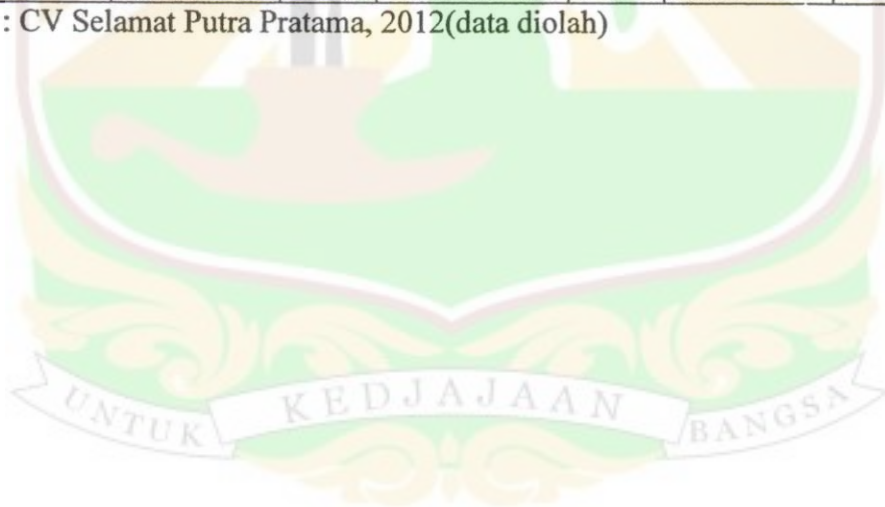 : CV Selamat Putra Pratama, 2012(data diolah)
UNTUK KEDJAJAAN BANGSA